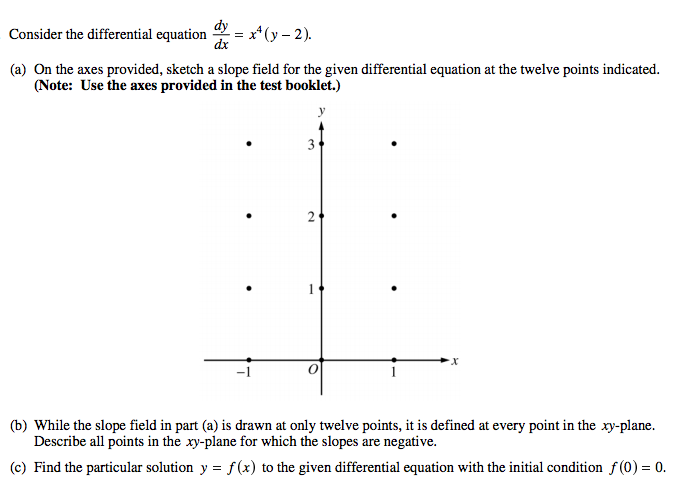 Consider the differential equation dy/dx = x⁴(y – 2).
(a) On the axes provided, sketch a slope field for the given differential equation at the twelve points indicated.
(Note: Use the axes provided in the test booklet.)
y
3
2
1
x
–1 O 1
(b) While the slope field in part (a) is drawn at only twelve points, it is defined at every point in the xy-plane.
Describe all points in the xy-plane for which the slopes are negative.
(c) Find the particular solution y = f(x) to the given differential equation with the initial condition f(0) = 0.